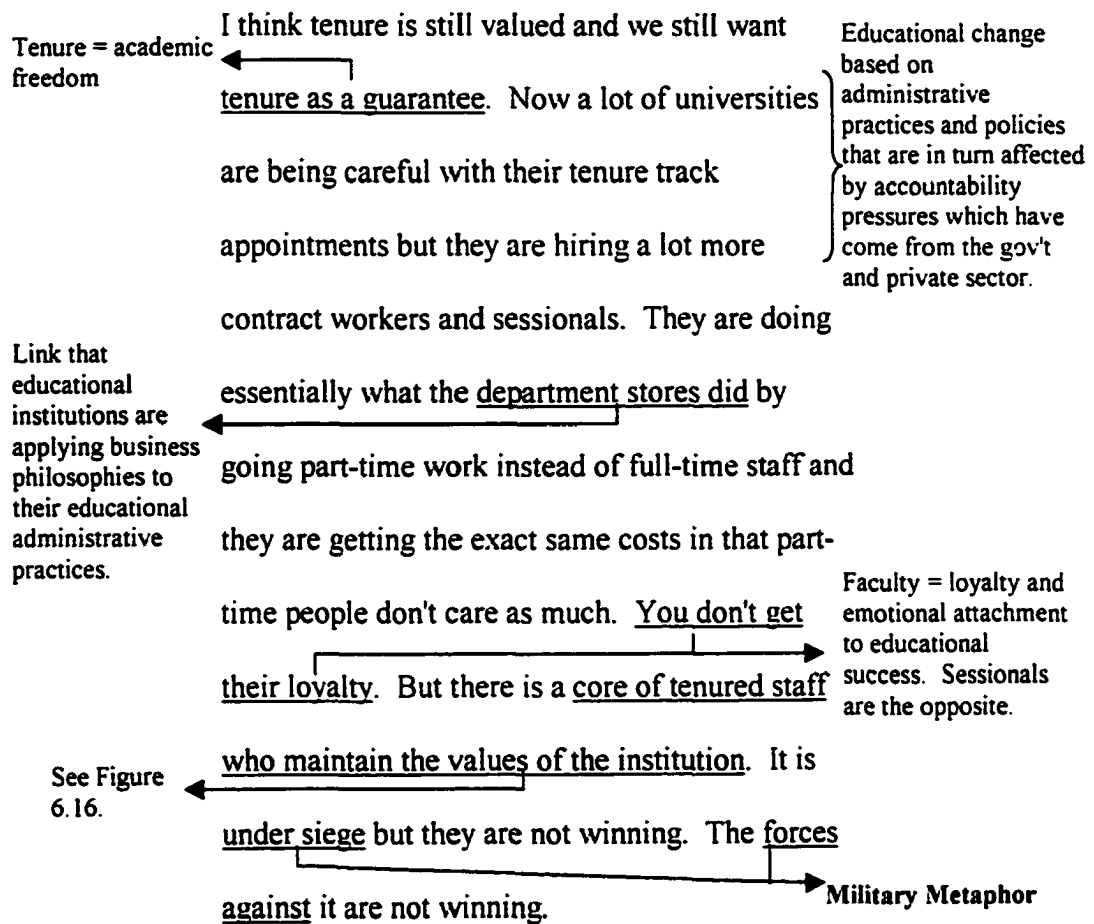 I think tenure is still valued and we still want
Tenure = academic
freedom
tenure as a guarantee. Now a lot of universities
are being careful with their tenure track
appointments but they are hiring a lot more
Educational change
based on
administrative
practices and policies
that are in turn affected
by accountability
pressures which have
come from the gov't
and private sector.
contract workers and sessionals. They are doing
essentially what the department stores did by
Link that
educational
institutions are
applying business
philosophies to
their educational
administrative
practices.
going part-time work instead of full-time staff and
they are getting the exact same costs in that part-
time people don't care as much. You don't get
their loyalty. But there is a core of tenured staff
Faculty = loyalty and
emotional attachment
to educational
success. Sessionals
are the opposite.
who maintain the values of the institution. It is
See Figure
6.16.
under siege but they are not winning. The forces
against it are not winning.
Military Metaphor